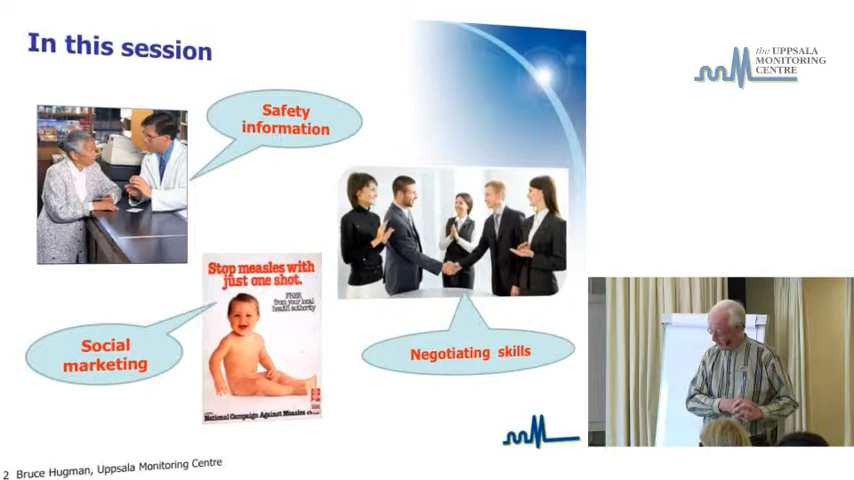 In this session
the UPPSALA
MONITORING
CENTRE
Safety
information
Stop measles with
just one shot.
FREE
from your local
health authority
National Campaign Against Measles
Social
marketing
Negotiating skills
2 Bruce Hugman, Uppsala Monitoring Centre